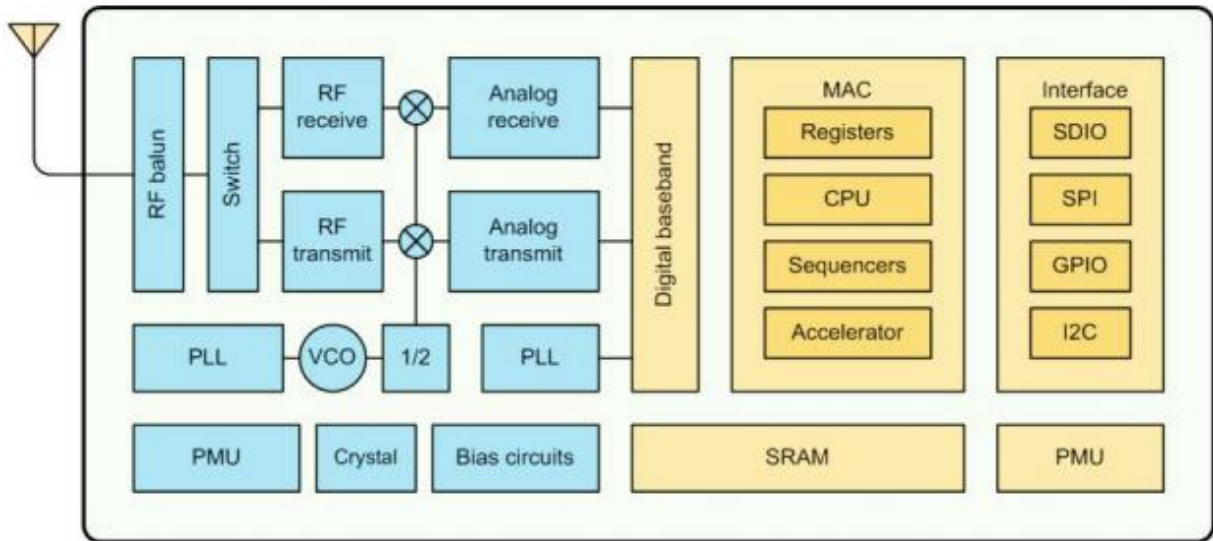 RF balun
Switch
RF
receive
Analog
receive
RF
transmit
Analog
transmit
PLL
VCO
1/2
PLL
PMU
Crystal
Bias circuits
Digital baseband
MAC
Registers
CPU
Sequencers
Accelerator
Interface
SDIO
SPI
GPIO
I2C
SRAM
PMU